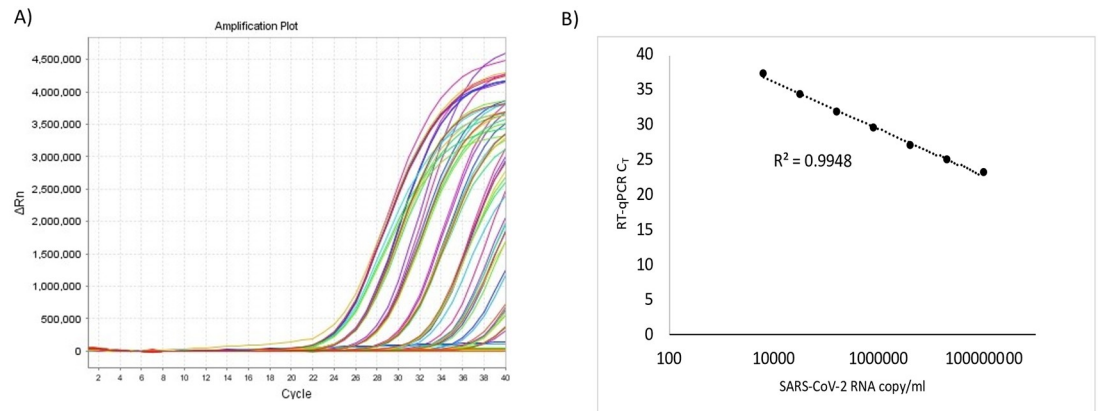 A)
Amplification Plot
4,500,000
4,000,000
3,500,000
3,000,000
2,500,000
2,000,000
1,500,000
1,000,000
500,000
0
ΔRn
2 4 6 7 8 10 12 14 16 18 20 22 24 26 28 30 32 34 36 38 40
Cycle
B)
40
35
30
25
20
15
10
5
0
RT-qPCR C_T
R² = 0.9948
100 10000 1000000 100000000
SARS-CoV-2 RNA copy/ml